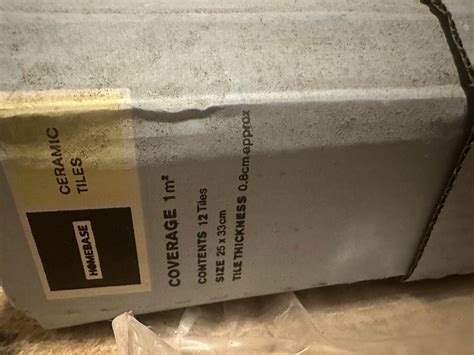 CERAMIC
TILES
HOMEBASE
COVERAGE 1m²
CONTENTS 12 Tiles
SIZE 25 x 33cm
TILE THICKNESS 0.8cm approx